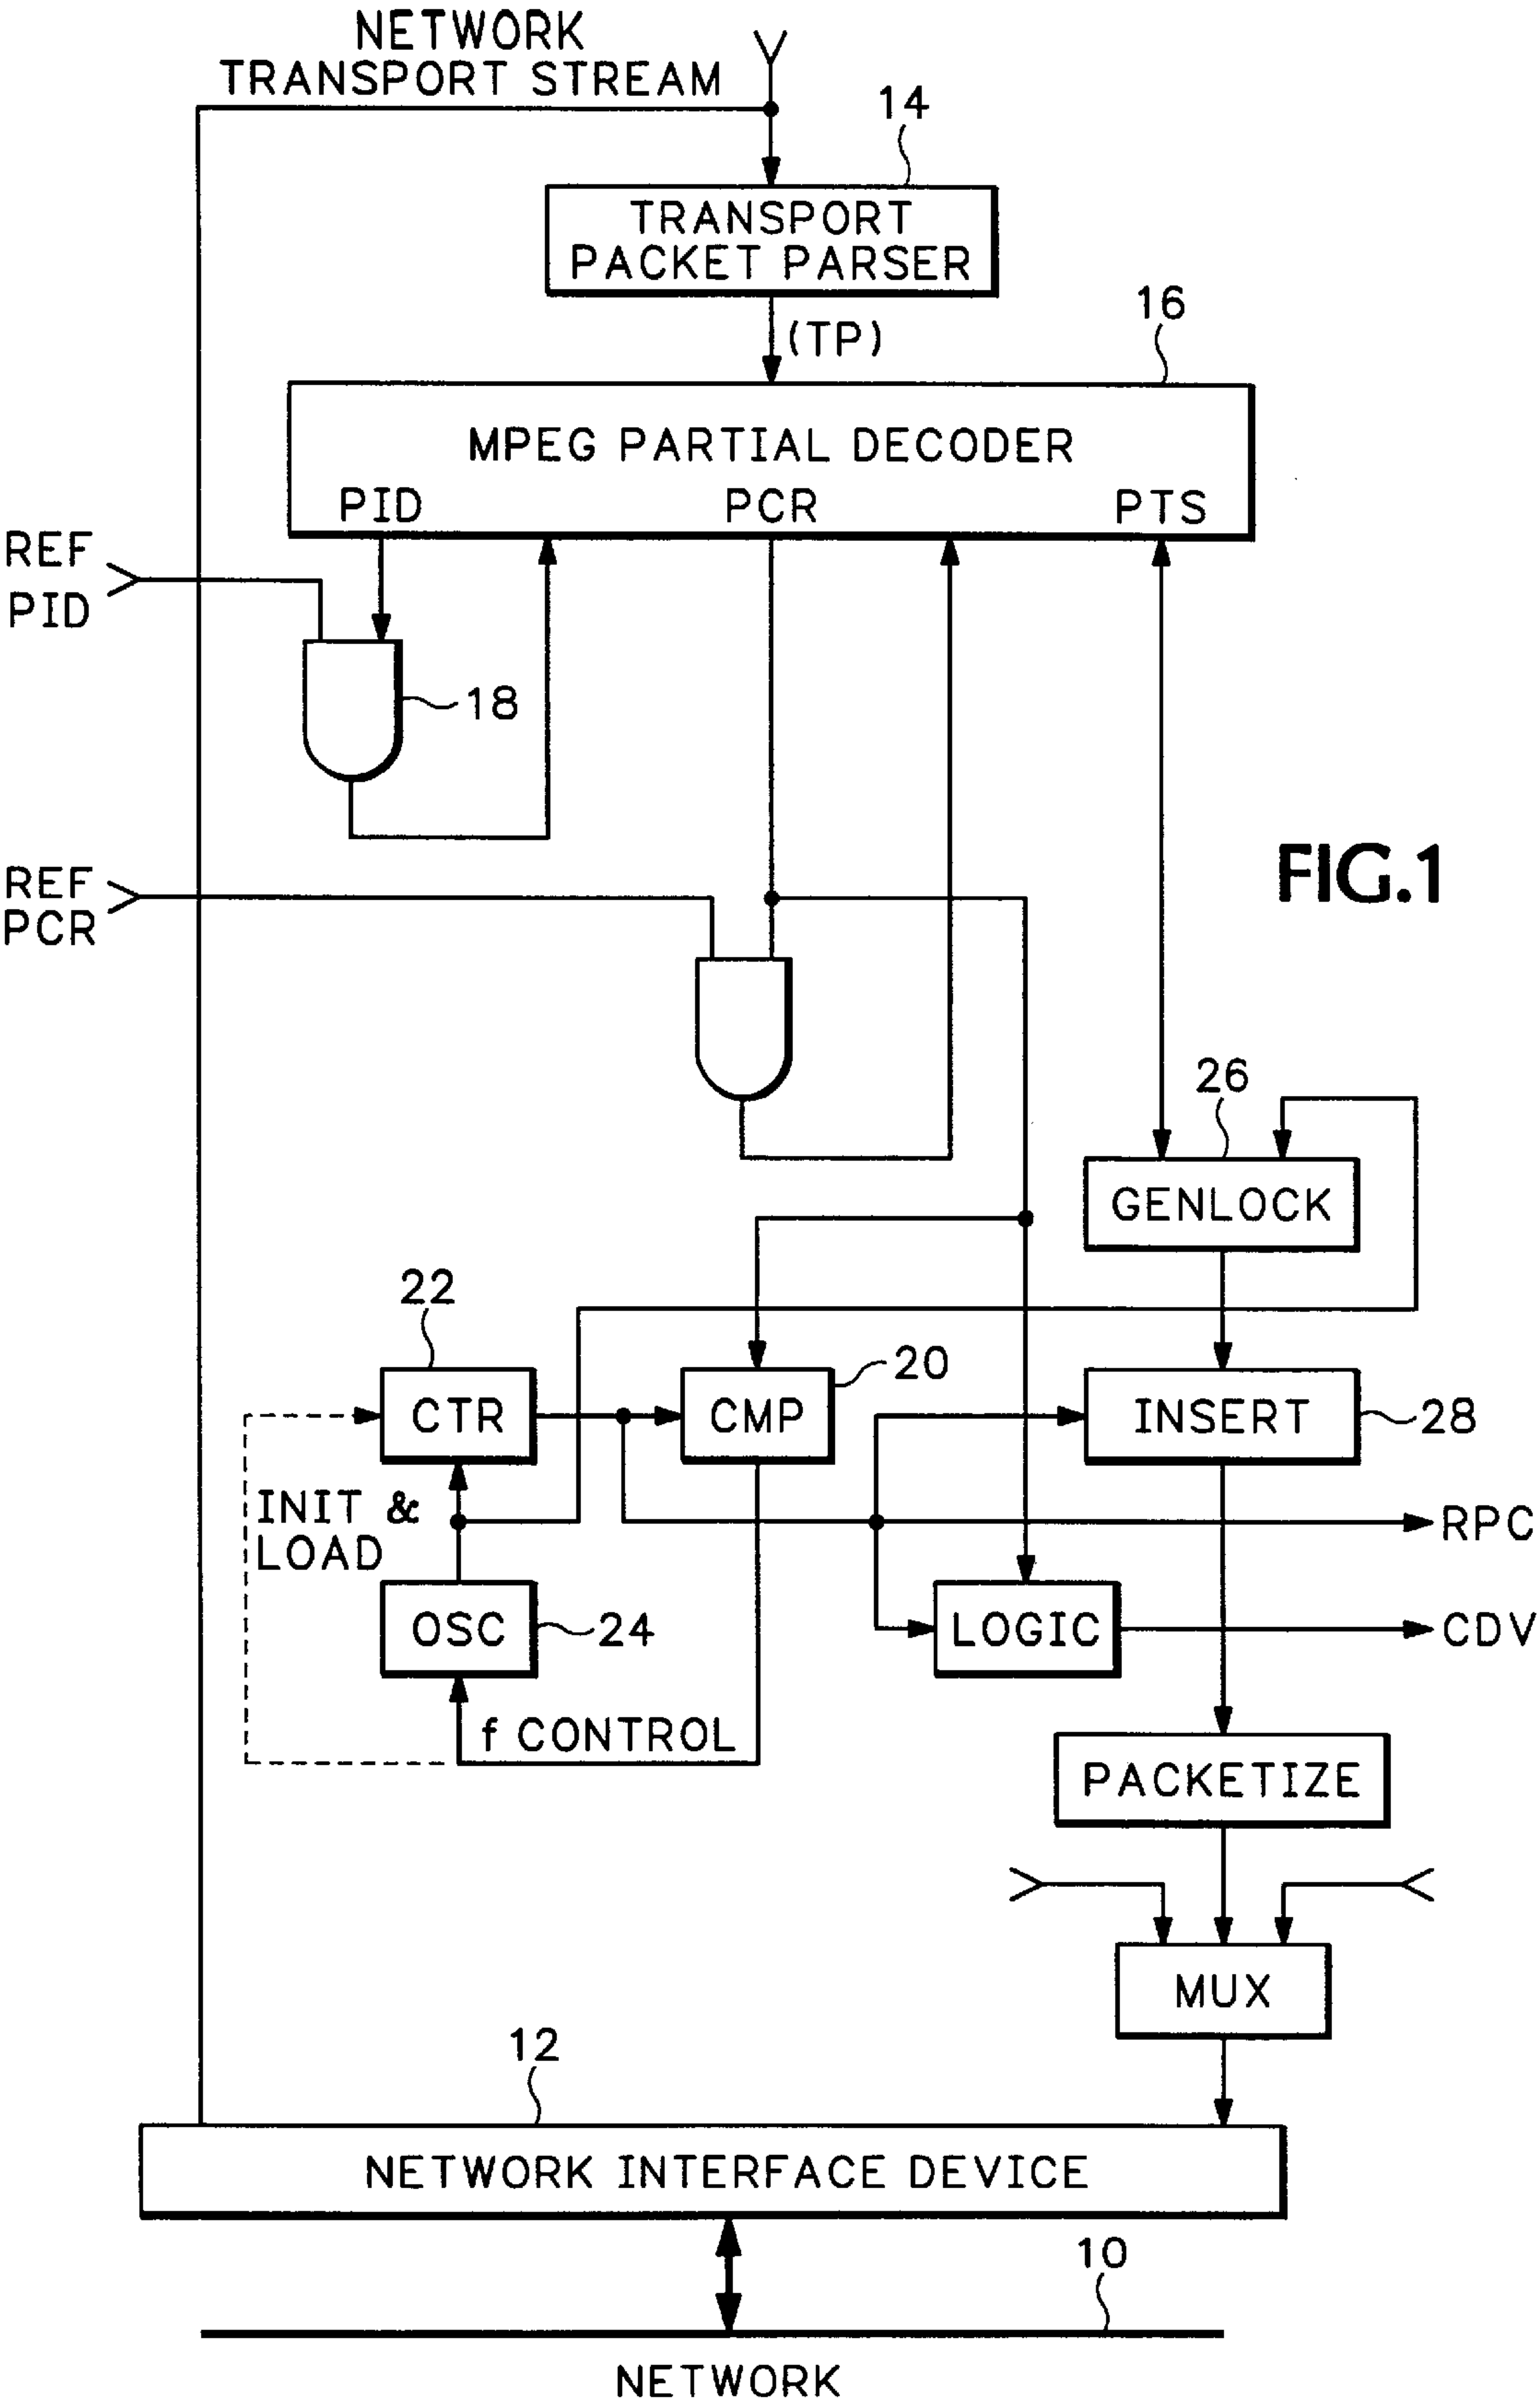 NETWORK
TRANSPORT STREAM
14
TRANSPORT
PACKET PARSER
(TP)
16
MPEG PARTIAL DECODER
PID PCR PTS
REF
PID
18
REF
PCR
FIG.1
26
GENLOCK
22
20
CTR
CMP
INSERT
28
INIT &
LOAD
RPC
OSC
24
LOGIC
CDV
f CONTROL
PACKETIZE
MUX
12
NETWORK INTERFACE DEVICE
10
NETWORK